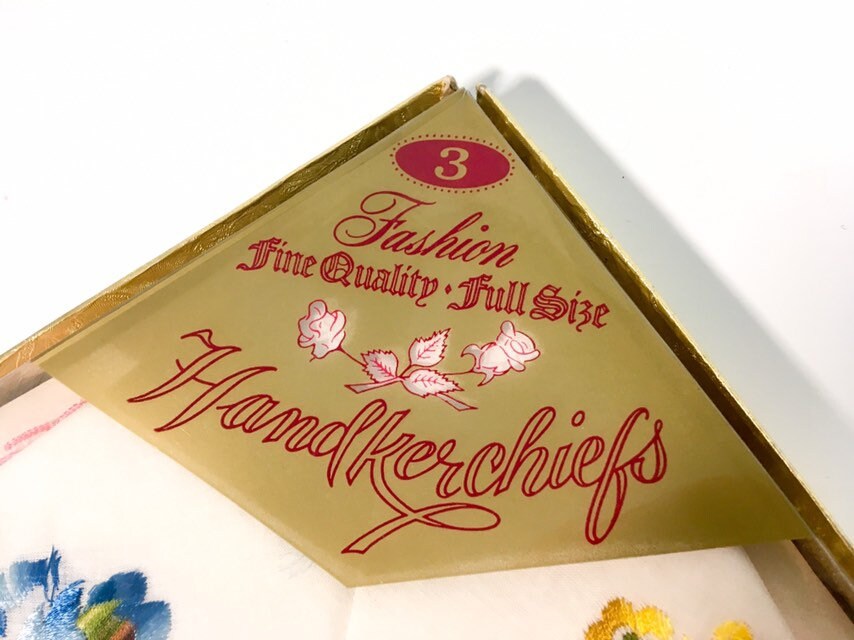 3
Fashion
Fine Quality · Full Size
Handkerchiefs